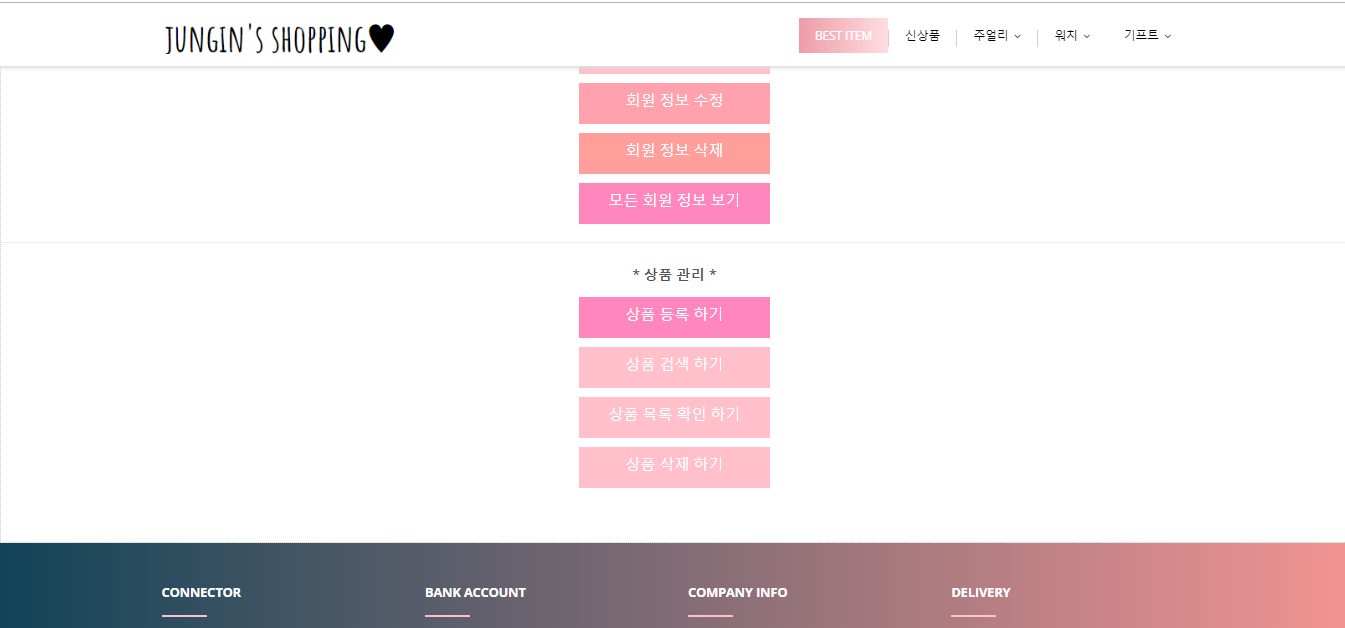 JUNGIN'S SHOPPING♥
BEST ITEM 신상품 주얼리 워치 기프트
회원 정보 수정
회원 정보 삭제
모든 회원 정보 보기
* 상품 관리 *
상품 등록 하기
상품 검색 하기
상품 목록 확인 하기
상품 삭제 하기
CONNECTOR BANK ACCOUNT COMPANY INFO DELIVERY